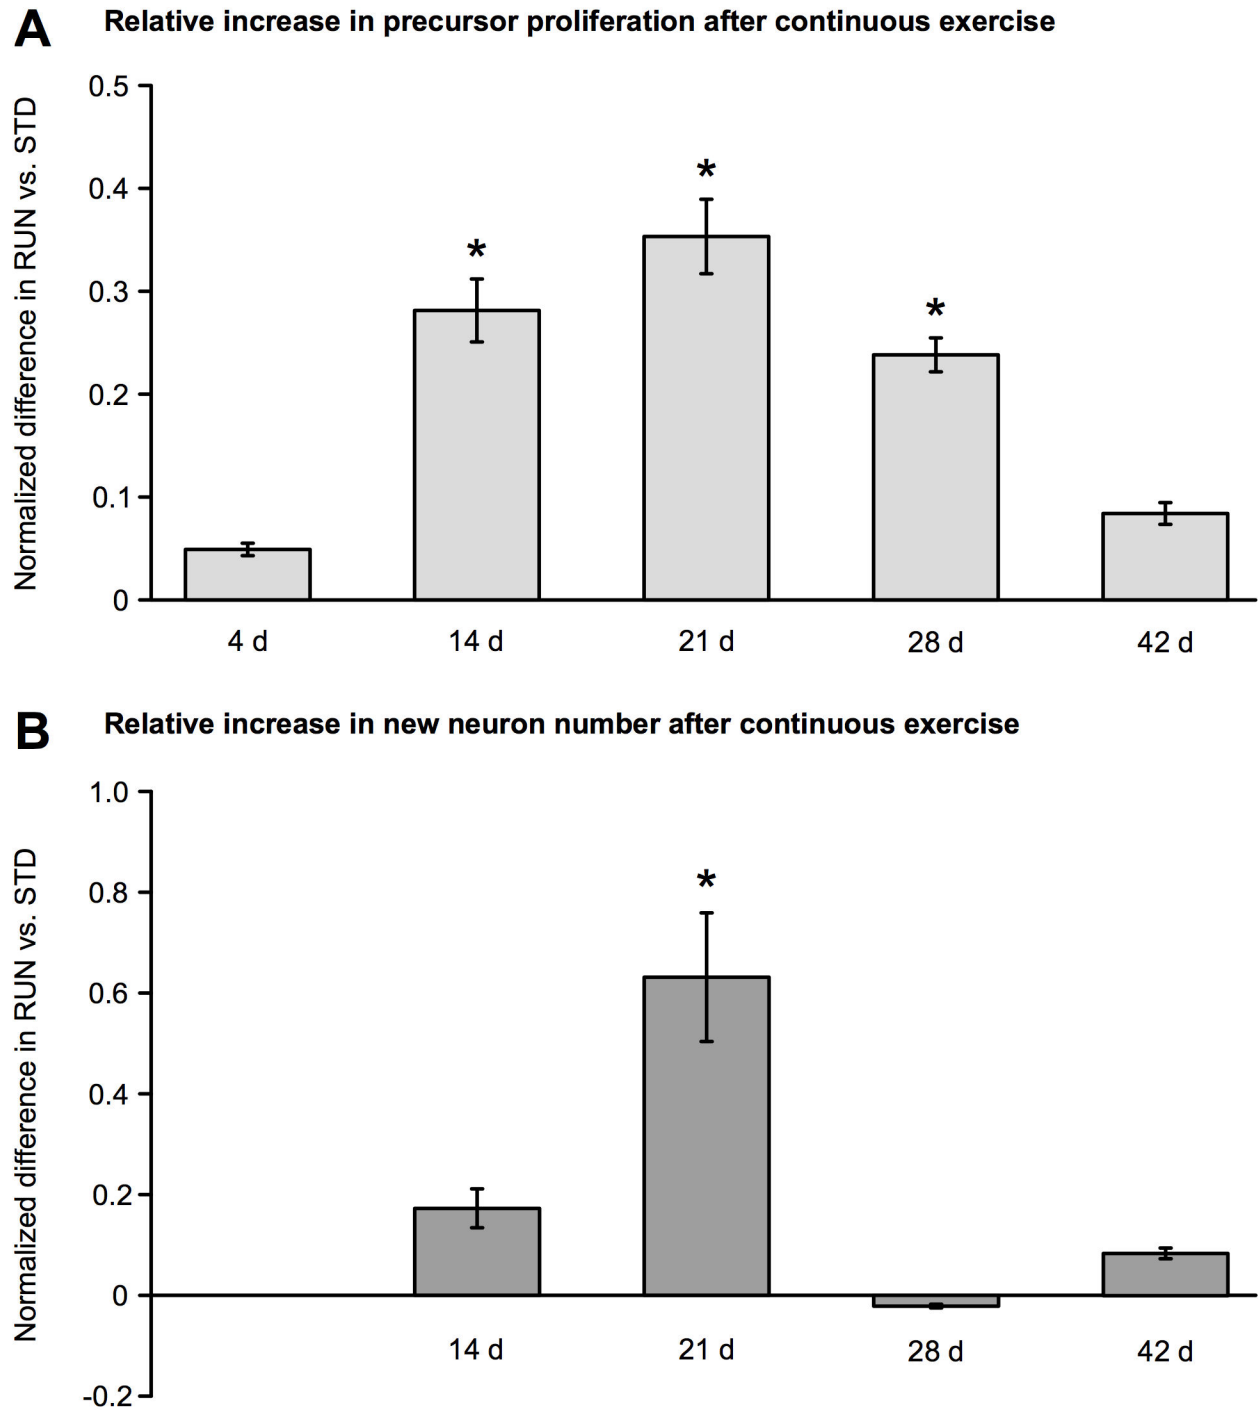 A
Relative increase in precursor proliferation after continuous exercise
Normalized difference in RUN vs. STD
0.5
0.4
0.3
0.2
0.1
0
*
*
*
4 d
14 d
21 d
28 d
42 d
B
Relative increase in new neuron number after continuous exercise
Normalized difference in RUN vs. STD
1.0
0.8
0.6
0.4
0.2
0
-0.2
*
14 d
21 d
28 d
42 d